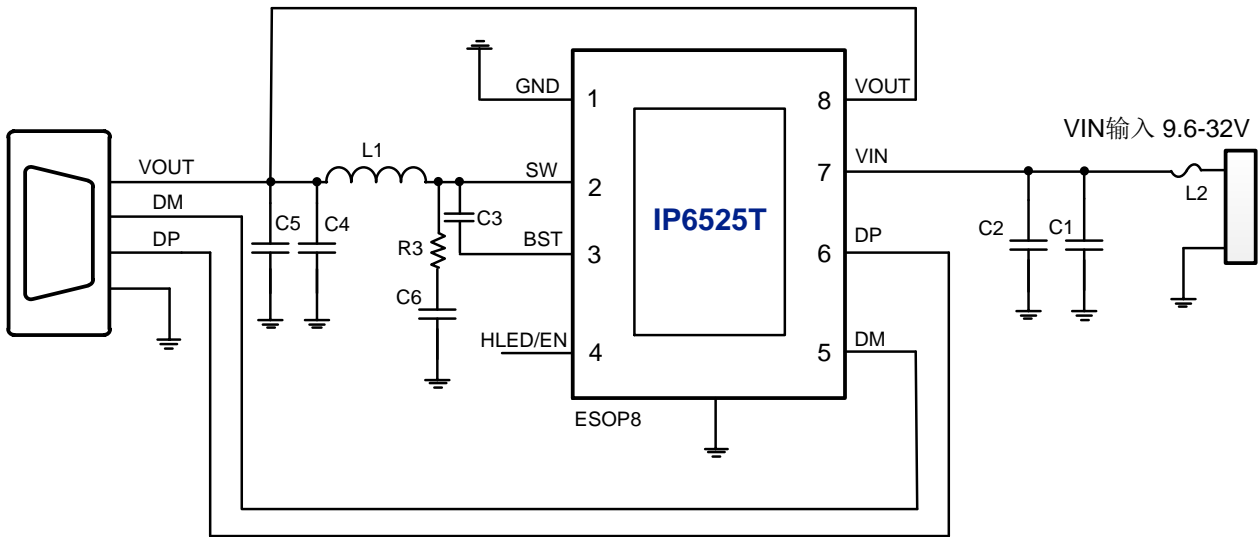 GND
1
8
VOUT
VIN输入 9.6-32V
VOUT
L1
SW
2
7
VIN
L2
DM
C5
C4
C3
IP6525T
C2
C1
DP
R3
BST
3
6
DP
C6
HLED/EN
4
5
DM
ESOP8